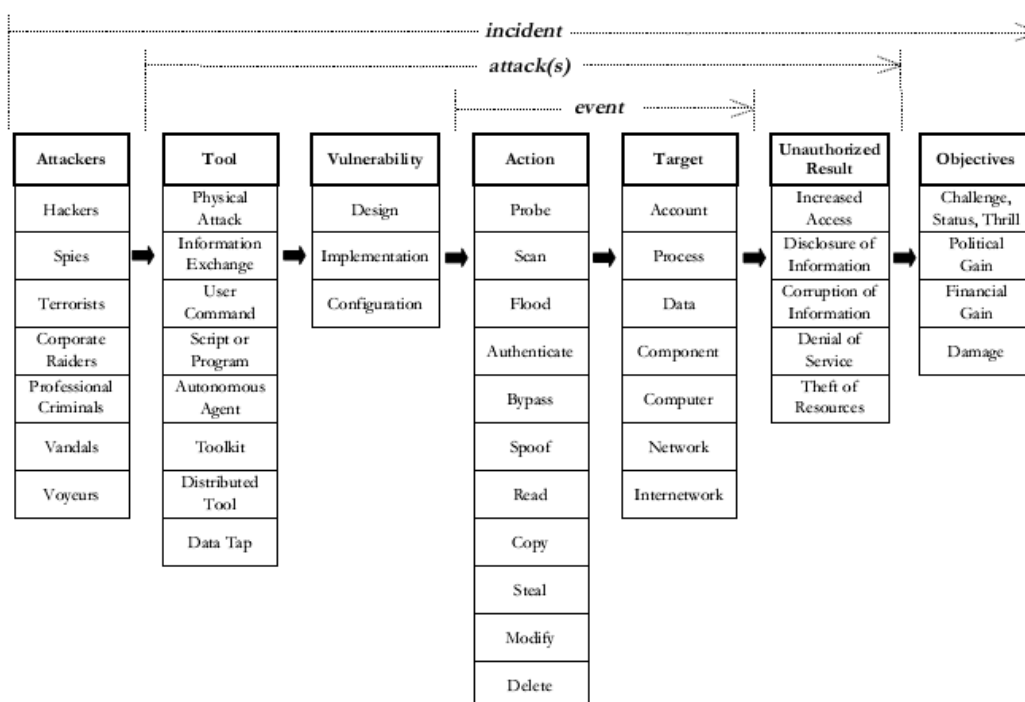 incident
attack(s)
event
Attackers
Hackers
Spies
Terrorists
Corporate
Raiders
Professional
Criminals
Vandals
Voyeurs
Tool
Physical
Attack
Information
Exchange
User
Command
Script or
Program
Autonomous
Agent
Toolkit
Distributed
Tool
Data Tap
Vulnerability
Design
Implementation
Configuration
Action
Probe
Scan
Flood
Authenticate
Bypass
Spoof
Read
Copy
Steal
Modify
Delete
Target
Account
Process
Data
Component
Computer
Network
Internetwork
Unauthorized
Result
Increased
Access
Disclosure of
Information
Corruption of
Information
Denial of
Service
Theft of
Resources
Objectives
Challenge,
Status, Thrill
Political
Gain
Financial
Gain
Damage